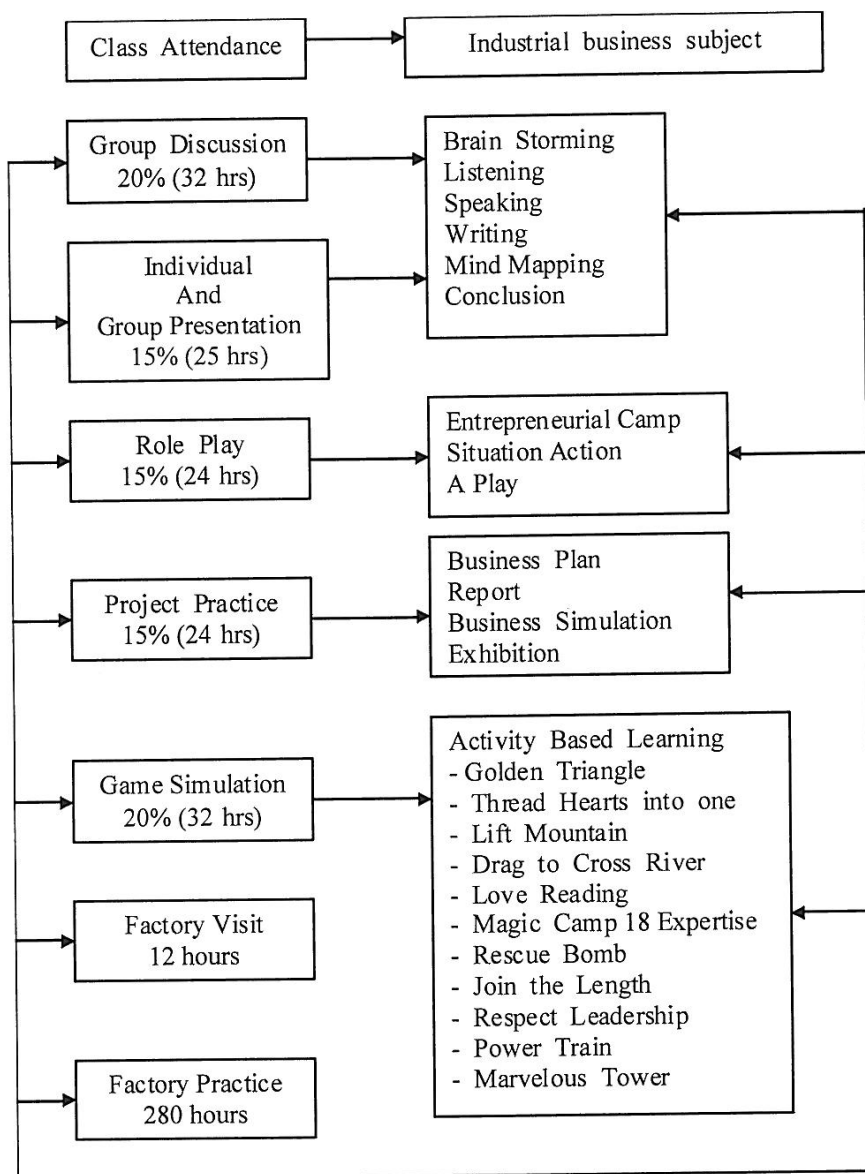 Class Attendance
Industrial business subject
Group Discussion
20% (32 hrs)
Brain Storming
Listening
Speaking
Writing
Mind Mapping
Conclusion
Individual
And
Group Presentation
15% (25 hrs)
Role Play
15% (24 hrs)
Entrepreneurial Camp
Situation Action
A Play
Project Practice
15% (24 hrs)
Business Plan
Report
Business Simulation
Exhibition
Game Simulation
20% (32 hrs)
Activity Based Learning
- Golden Triangle
- Thread Hearts into one
- Lift Mountain
- Drag to Cross River
- Love Reading
- Magic Camp 18 Expertise
- Rescue Bomb
- Join the Length
- Respect Leadership
- Power Train
- Marvelous Tower
Factory Visit
12 hours
Factory Practice
280 hours